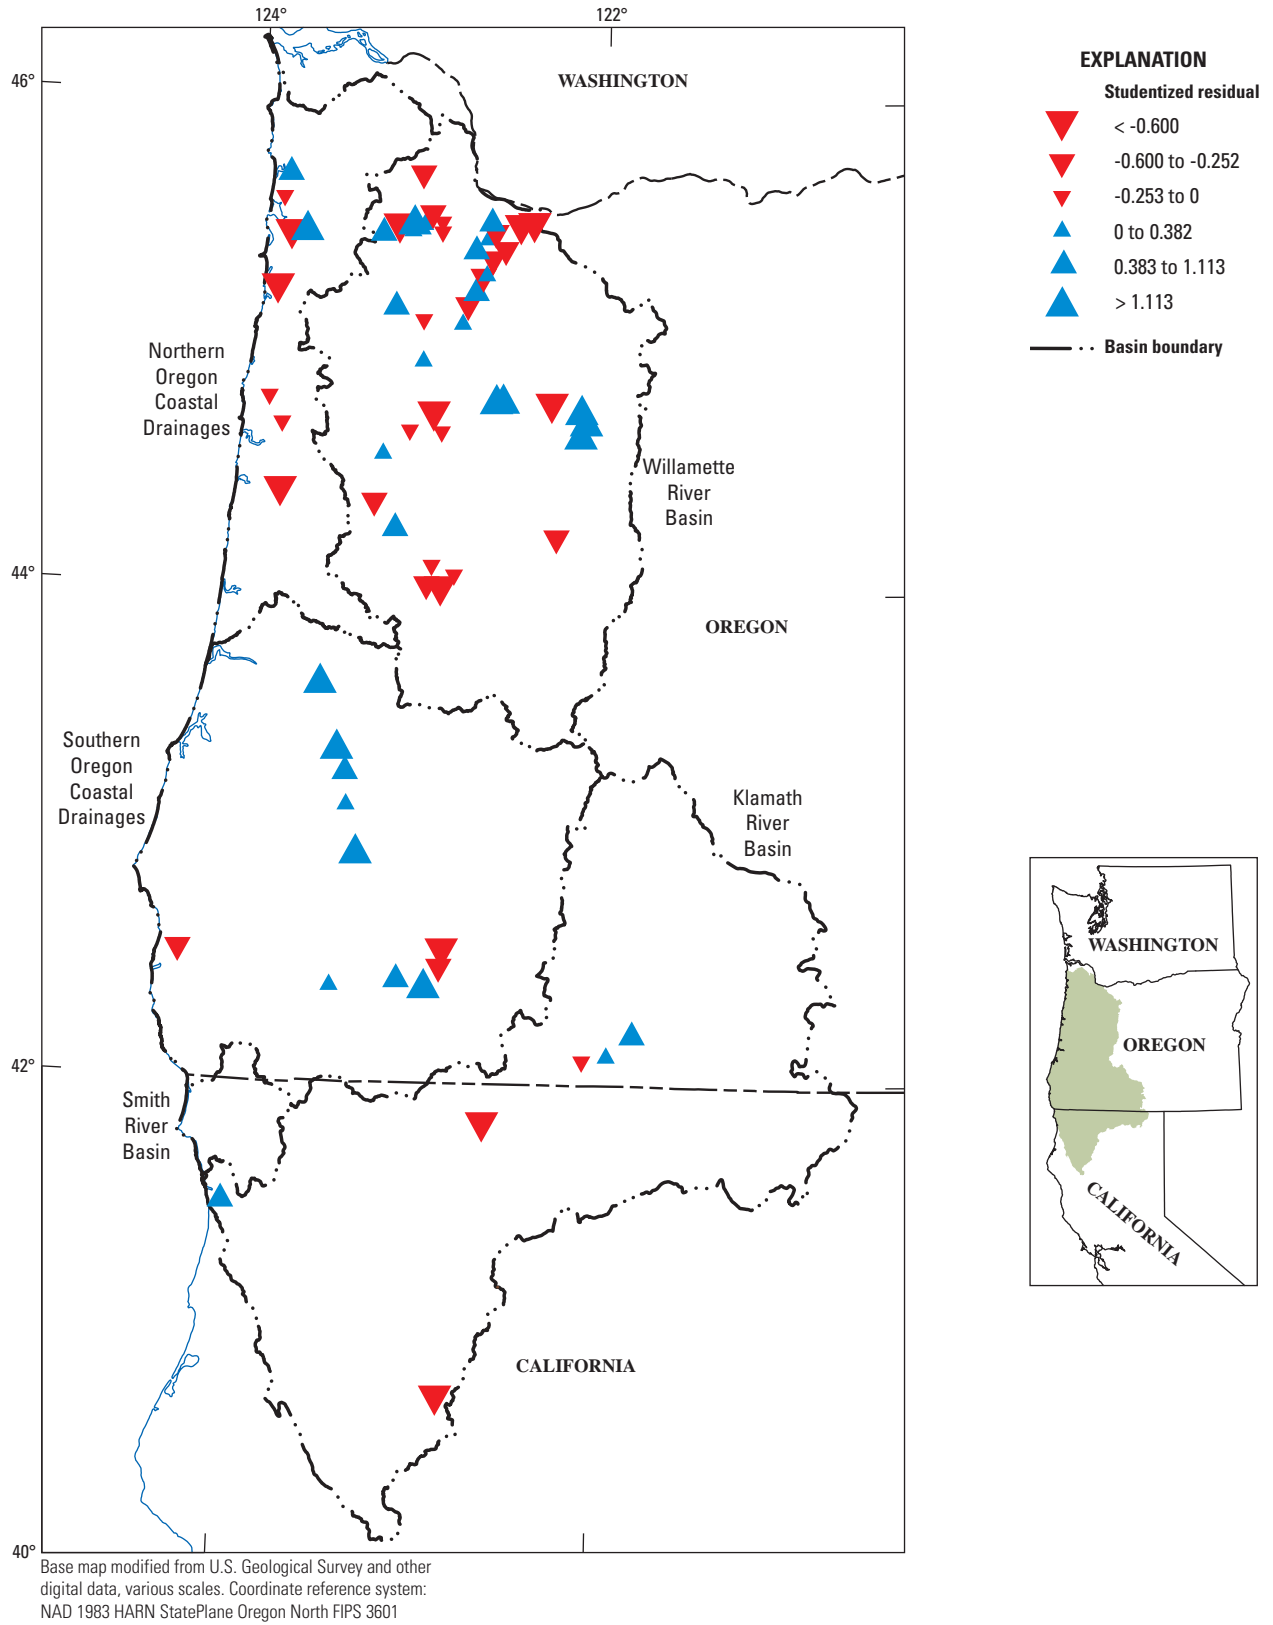 124°
122°
46°
WASHINGTON
EXPLANATION
Studentized residual
< -0.600
-0.600 to -0.252
-0.253 to 0
0 to 0.382
0.383 to 1.113
> 1.113
Basin boundary
Northern
Oregon
Coastal
Drainages
Willamette
River
Basin
44°
OREGON
Southern
Oregon
Coastal
Drainages
Klamath
River
Basin
WASHINGTON
OREGON
CALIFORNIA
42°
Smith
River
Basin
CALIFORNIA
40°
Base map modified from U.S. Geological Survey and other
digital data, various scales. Coordinate reference system:
NAD 1983 HARN StatePlane Oregon North FIPS 3601